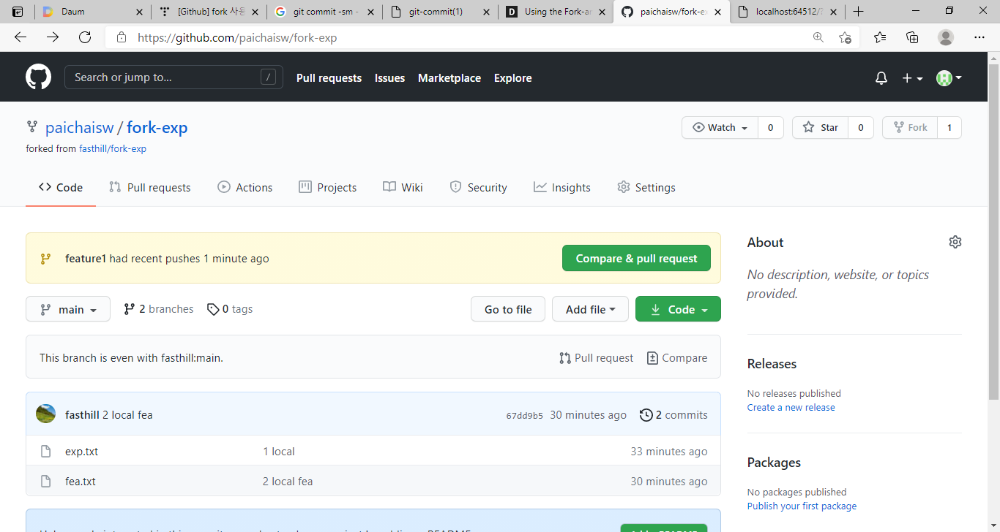 Daum
[Github] fork 사용
git commit -sm -
git-commit(1)
Using the Fork-an
paichaisw/fork-ex
localhost:64512/?
https://github.com/paichaisw/fork-exp
Search or jump to... /
Pull requests Issues Marketplace Explore
paichaisw / fork-exp
forked from fasthill/fork-exp
Watch 0 Star 0 Fork 1
Code Pull requests Actions Projects Wiki Security Insights Settings
feature1 had recent pushes 1 minute ago
Compare & pull request
main 2 branches 0 tags
Go to file Add file Code
This branch is even with fasthill:main.
Pull request Compare
fasthill 2 local fea 67dd9b5 30 minutes ago 2 commits
exp.txt 1 local 33 minutes ago
fea.txt 2 local fea 30 minutes ago
About
No description, website, or topics
provided.
Releases
No releases published
Create a new release
Packages
No packages published
Publish your first package